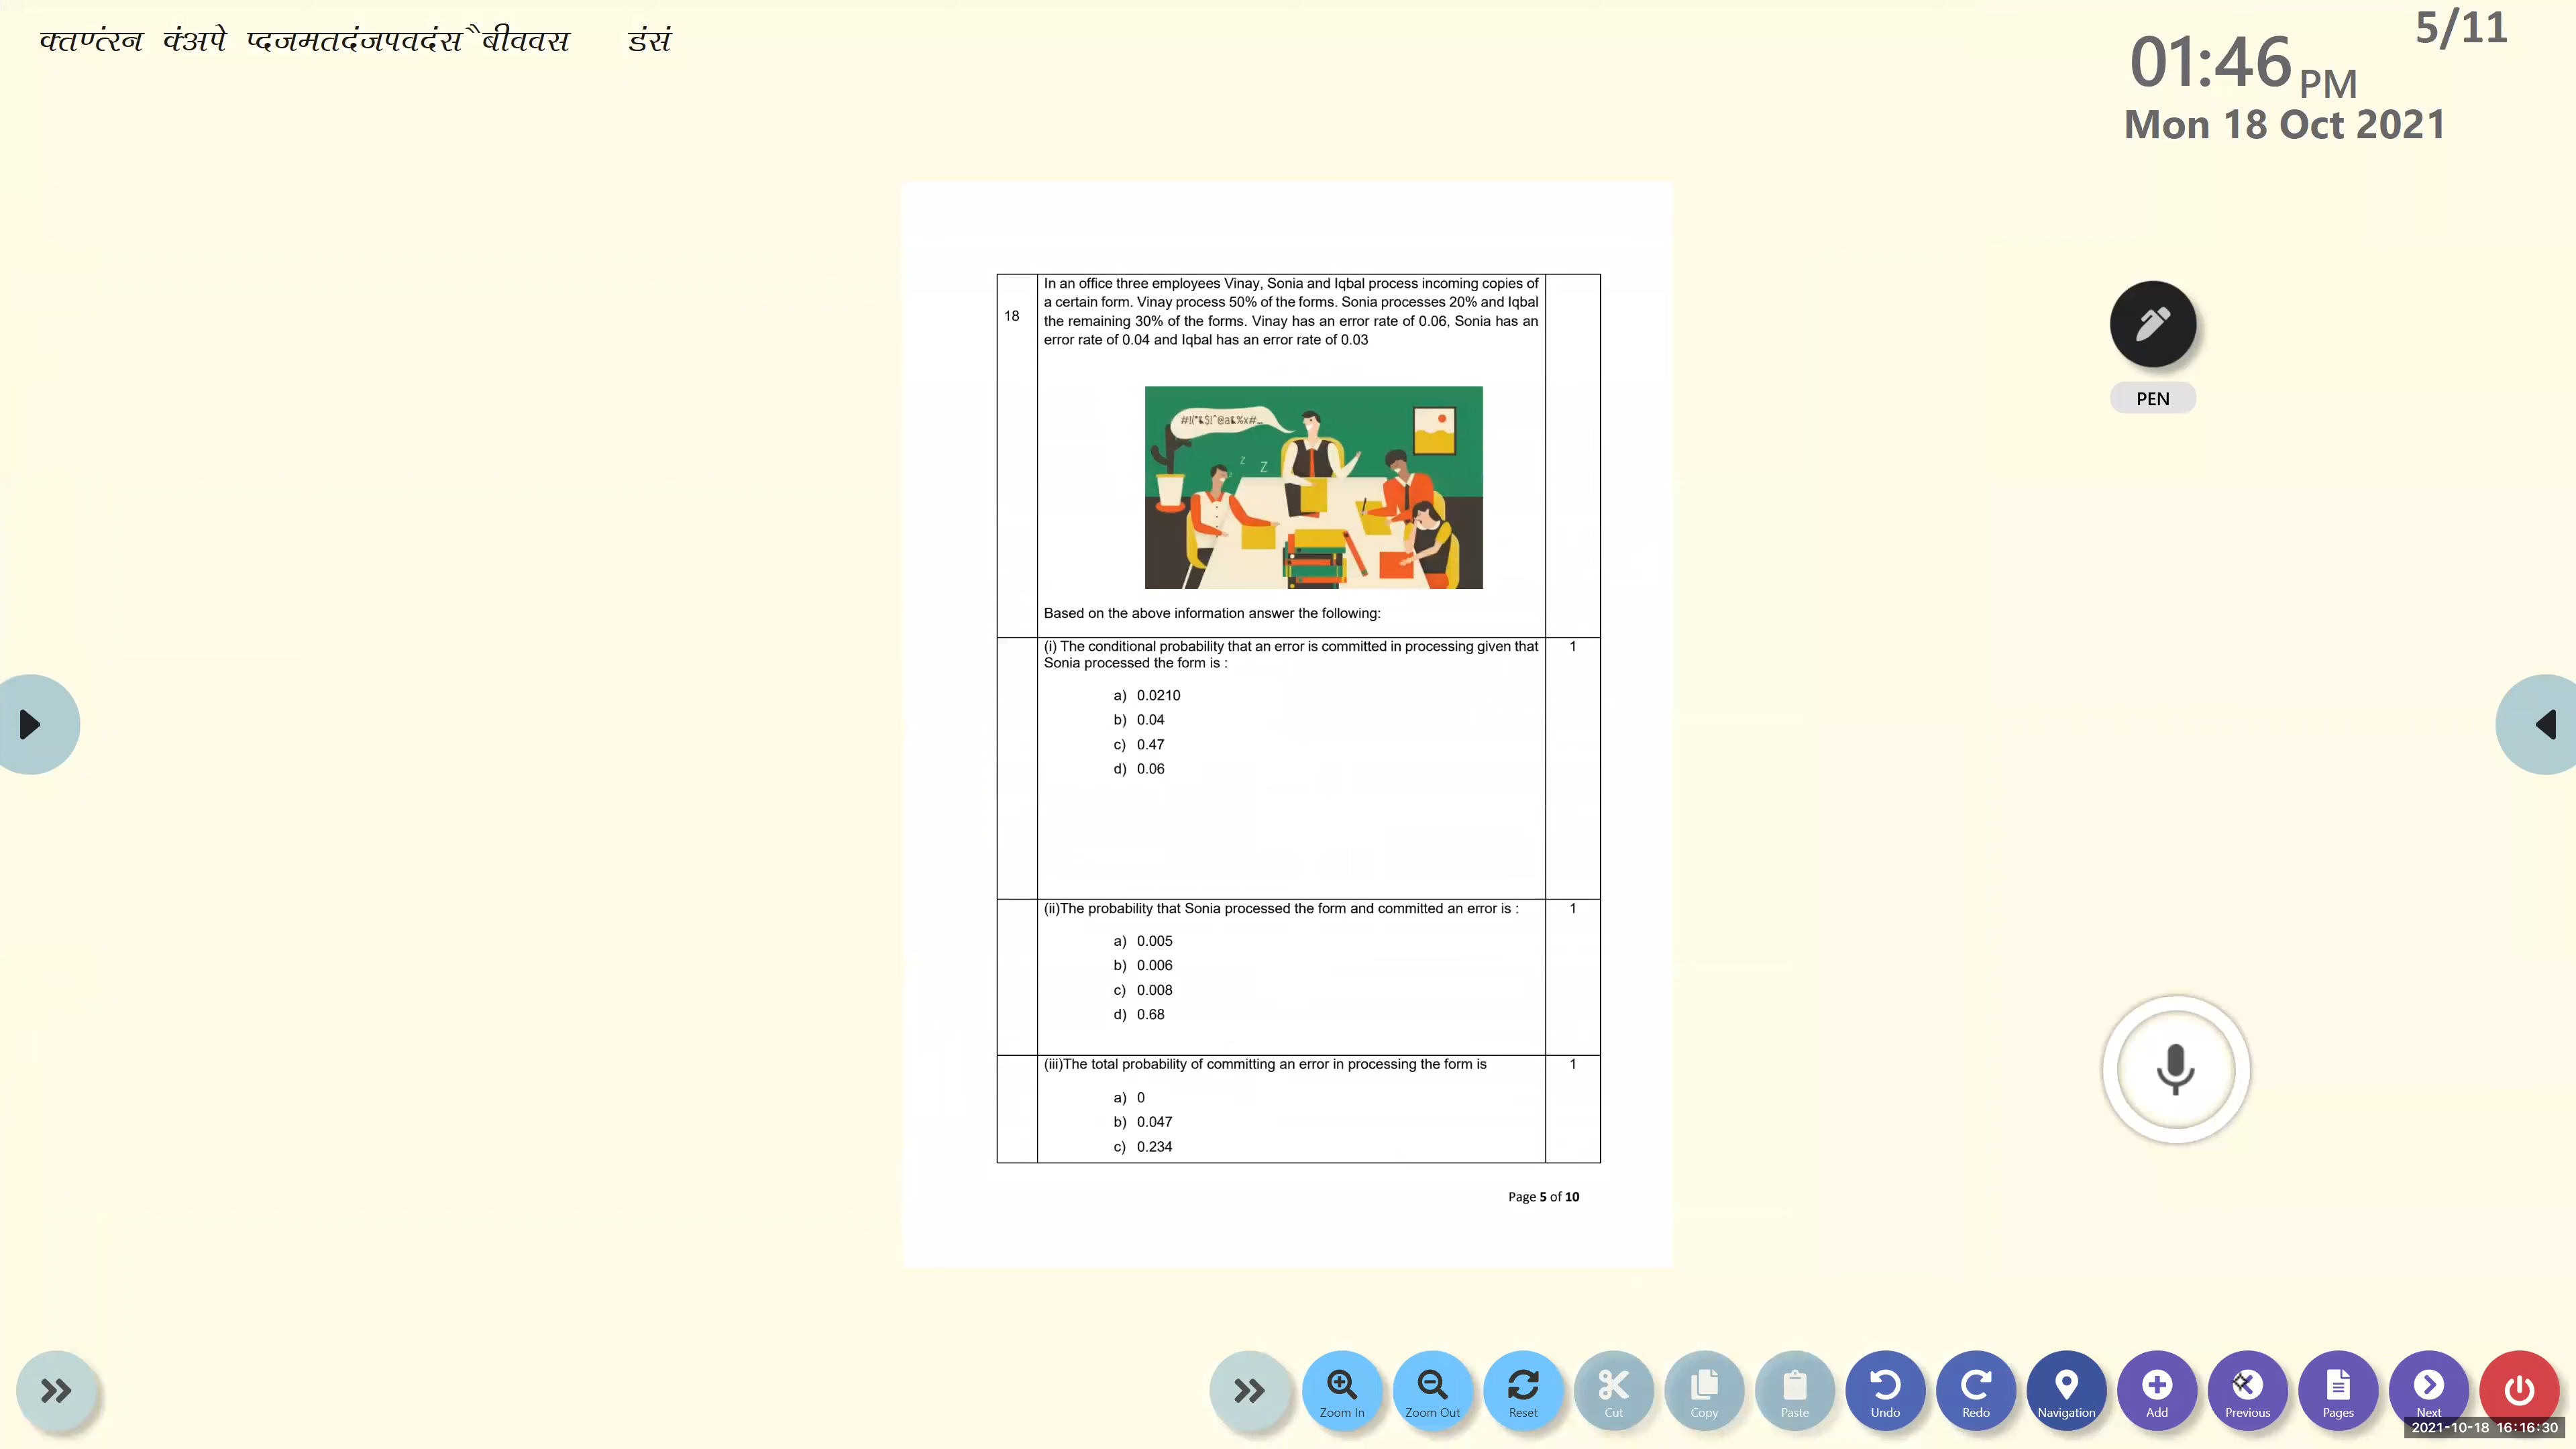 क्तण्ंरन कंअपे प्दजमतदंजपवदंस ैबीववस डंसं
5/11
01:46 PM
Mon 18 Oct 2021
PEN
18
In an office three employees Vinay, Sonia and Iqbal process incoming copies of
a certain form. Vinay process 50% of the forms. Sonia processes 20% and Iqbal
the remaining 30% of the forms. Vinay has an error rate of 0.06, Sonia has an
error rate of 0.04 and Iqbal has an error rate of 0.03
Z Z
Based on the above information answer the following:
(i) The conditional probability that an error is committed in processing given that 1
Sonia processed the form is :
a) 0.0210
b) 0.04
c) 0.47
d) 0.06
(ii)The probability that Sonia processed the form and committed an error is : 1
a) 0.005
b) 0.006
c) 0.008
d) 0.68
(iii)The total probability of committing an error in processing the form is 1
a) 0
b) 0.047
c) 0.234
Page 5 of 10
Zoom In Zoom Out Reset Cut Copy Paste Undo Redo Navigation Add Previous Pages Next
2021-10-18 16:16:30